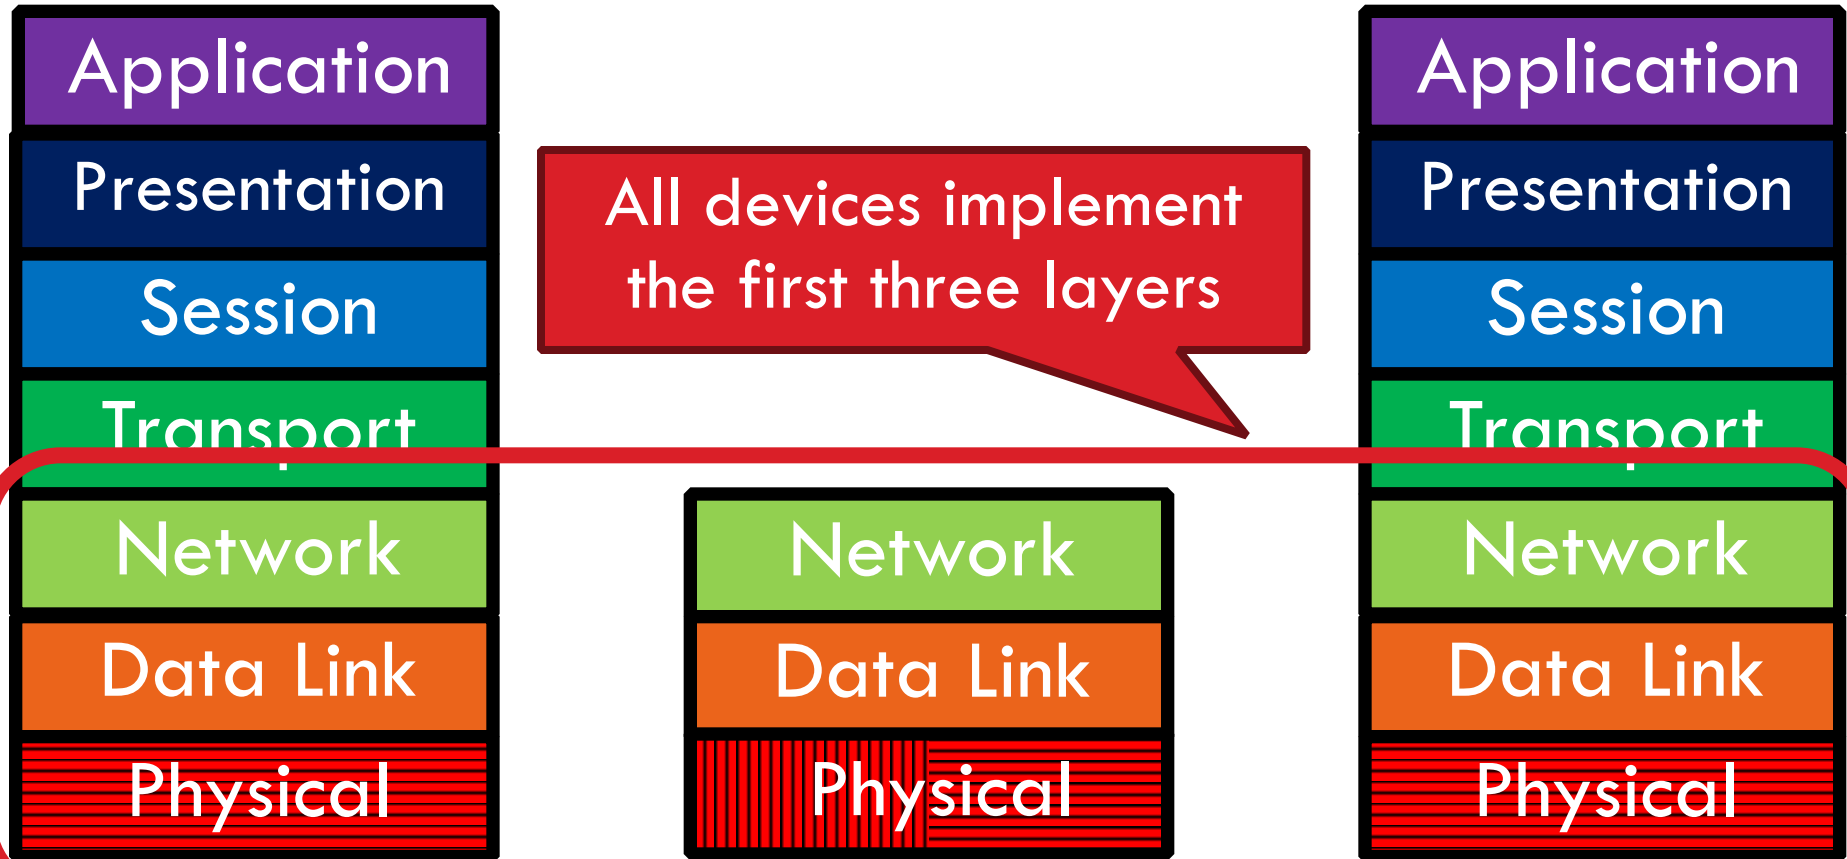 Application
Presentation
Session
Transport
Network
Data Link
Physical
All devices implement
the first three layers
Network
Data Link
Physical
Application
Presentation
Session
Transport
Network
Data Link
Physical